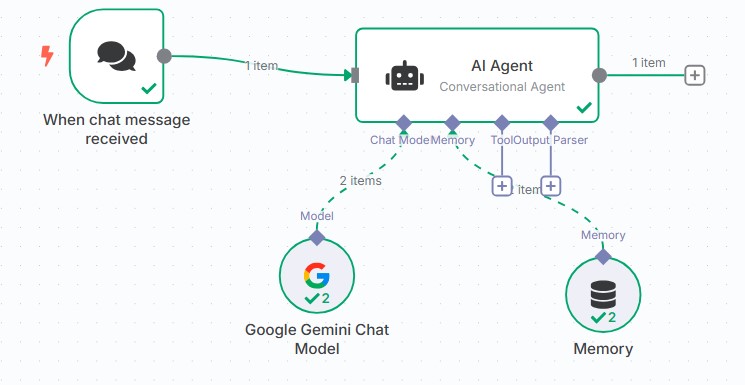 1 item
AI Agent
Conversational Agent
1 item
When chat message
received
Chat Model
Memory
Tool
Output Parser
2 items
item
Model
Memory
2
Google Gemini Chat
Model
2
Memory